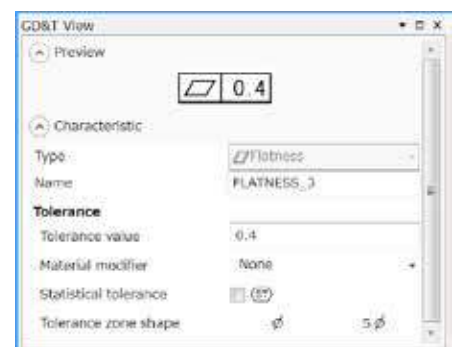 GD&T View
Preview
0.4
Characteristic
Type Flatness
Name FLATNESS_3
Tolerance
Tolerance value 0.4
Material modifier None
Statistical tolerance ST
Tolerance zone shape ⌀ S⌀